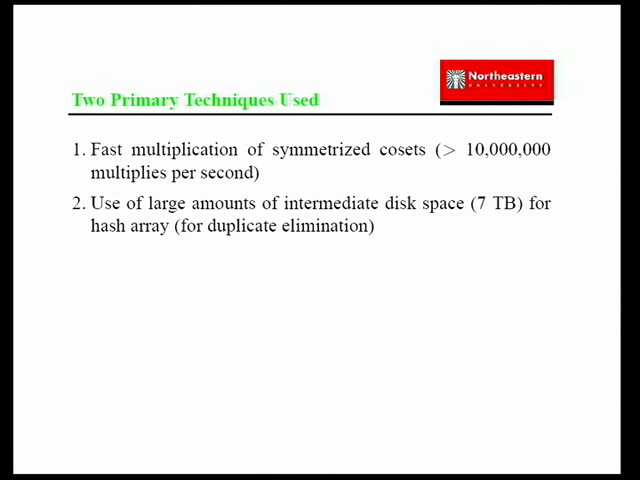 Northeastern
UNIVERSITY
Two Primary Techniques Used
1. Fast multiplication of symmetrized cosets (> 10,000,000
multiplies per second)
2. Use of large amounts of intermediate disk space (7 TB) for
hash array (for duplicate elimination)